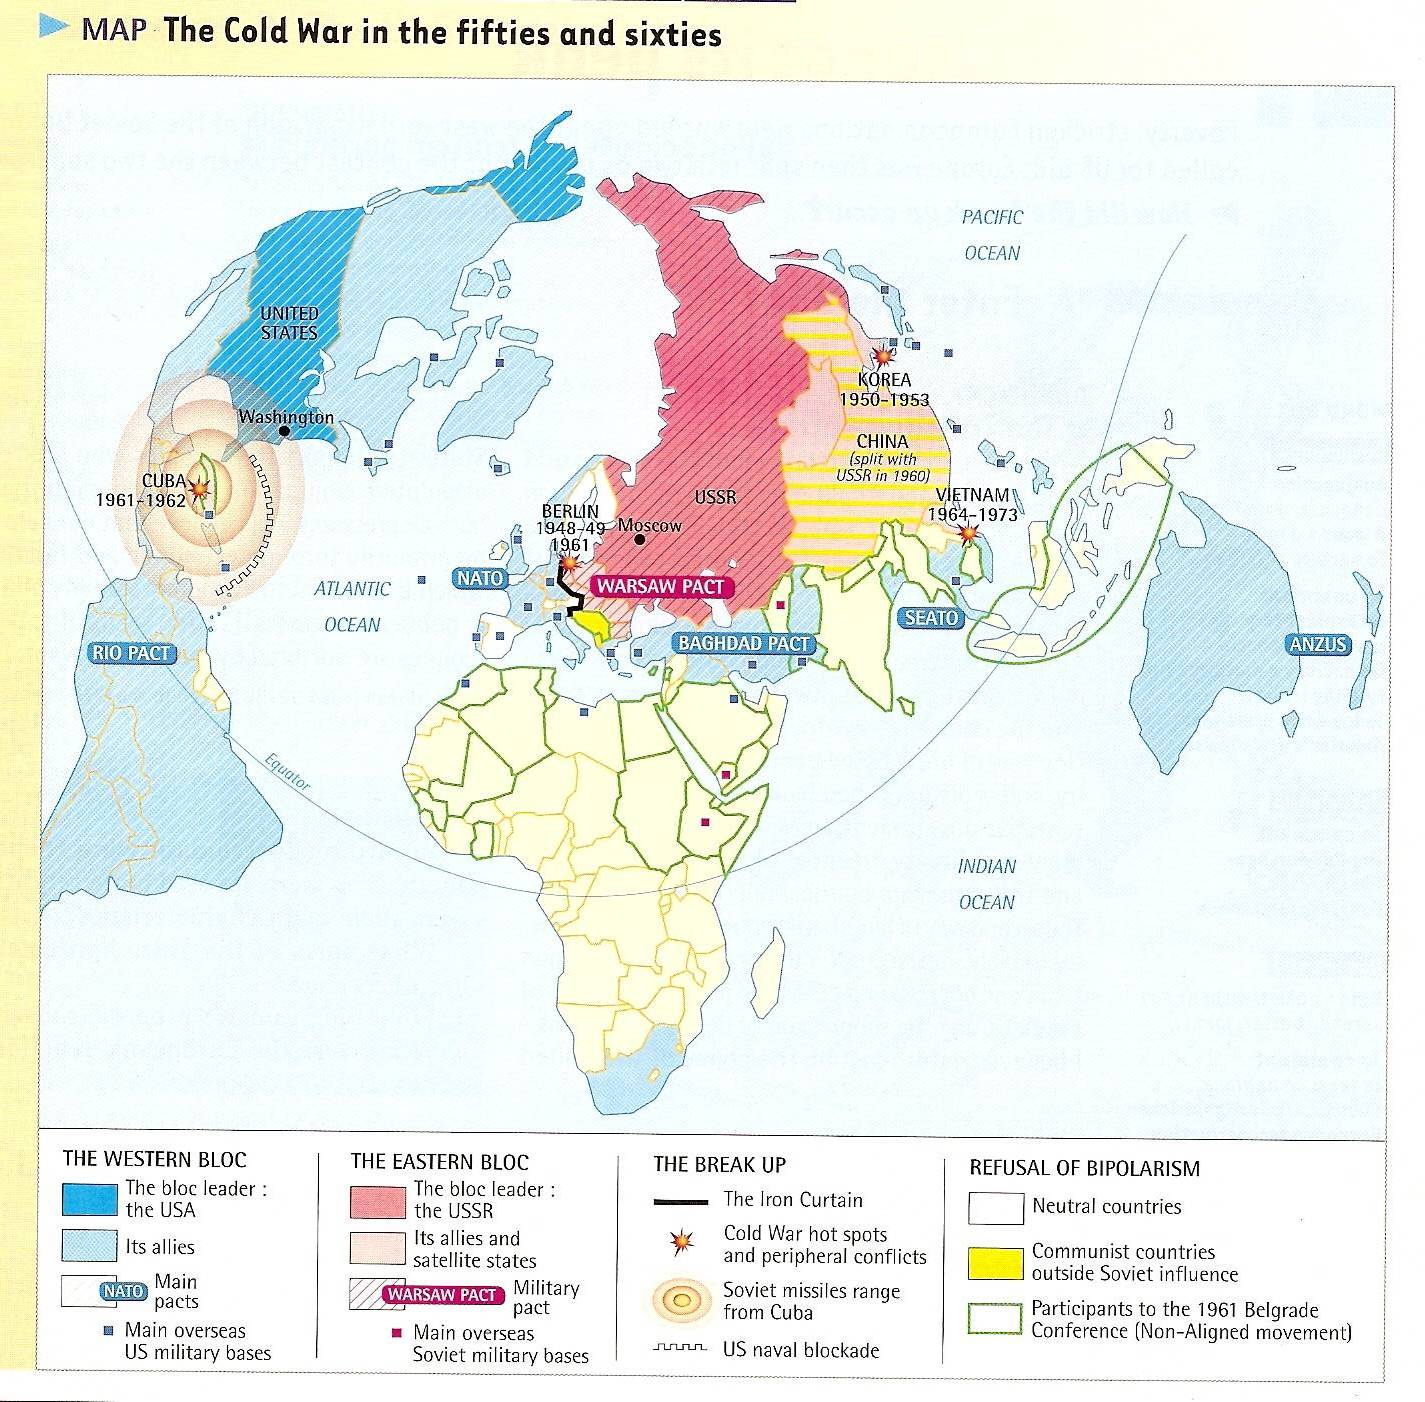 MAP The Cold War in the fifties and sixties
PACIFIC
OCEAN
UNITED
STATES
Washington
KOREA
1950-1953
CHINA
(split with
USSR in 1960)
CUBA
1961-1962
USSR
VIETNAM
1964-1973
BERLIN
1948-49
1961
Moscow
NATO
WARSAW PACT
ATLANTIC
OCEAN
SEATO
BAGHDAD PACT
ANZUS
RIO PACT
Equator
INDIAN
OCEAN
THE WESTERN BLOC
The bloc leader :
the USA
Its allies
NATO
Main
pacts
Main overseas
US military bases
THE EASTERN BLOC
The bloc leader :
the USSR
Its allies and
satellite states
WARSAW PACT
Military
pact
Main overseas
Soviet military bases
THE BREAK UP
The Iron Curtain
Cold War hot spots
and peripheral conflicts
Soviet missiles range
from Cuba
US naval blockade
REFUSAL OF BIPOLARISM
Neutral countries
Communist countries
outside Soviet influence
Participants to the 1961 Belgrade
Conference (Non-Aligned movement)